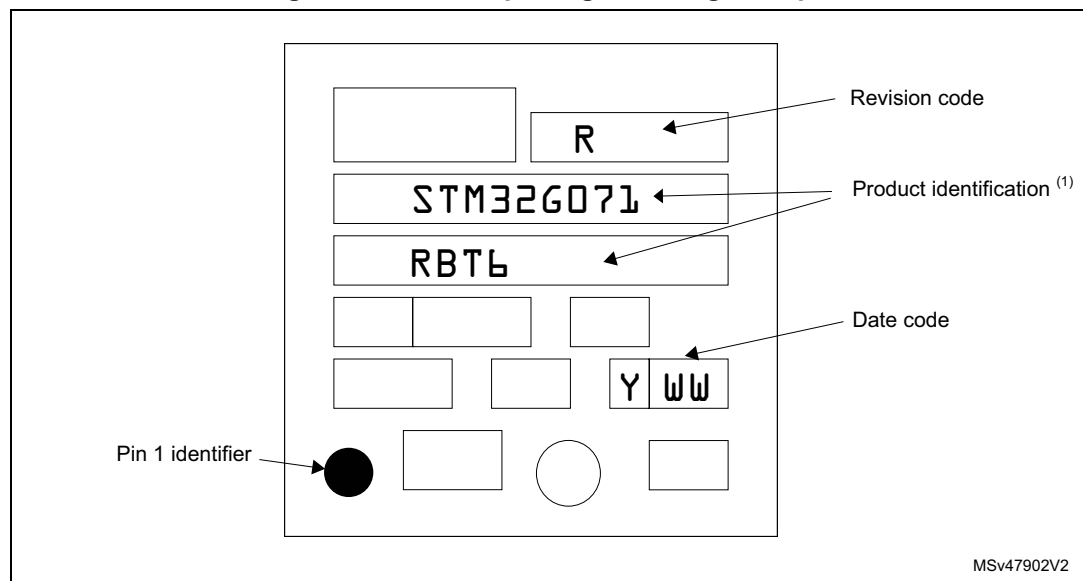 R
Revision code
STM32G071
Product identification (1)
RBT6
Date code
Y WW
Pin 1 identifier
MSv47902V2